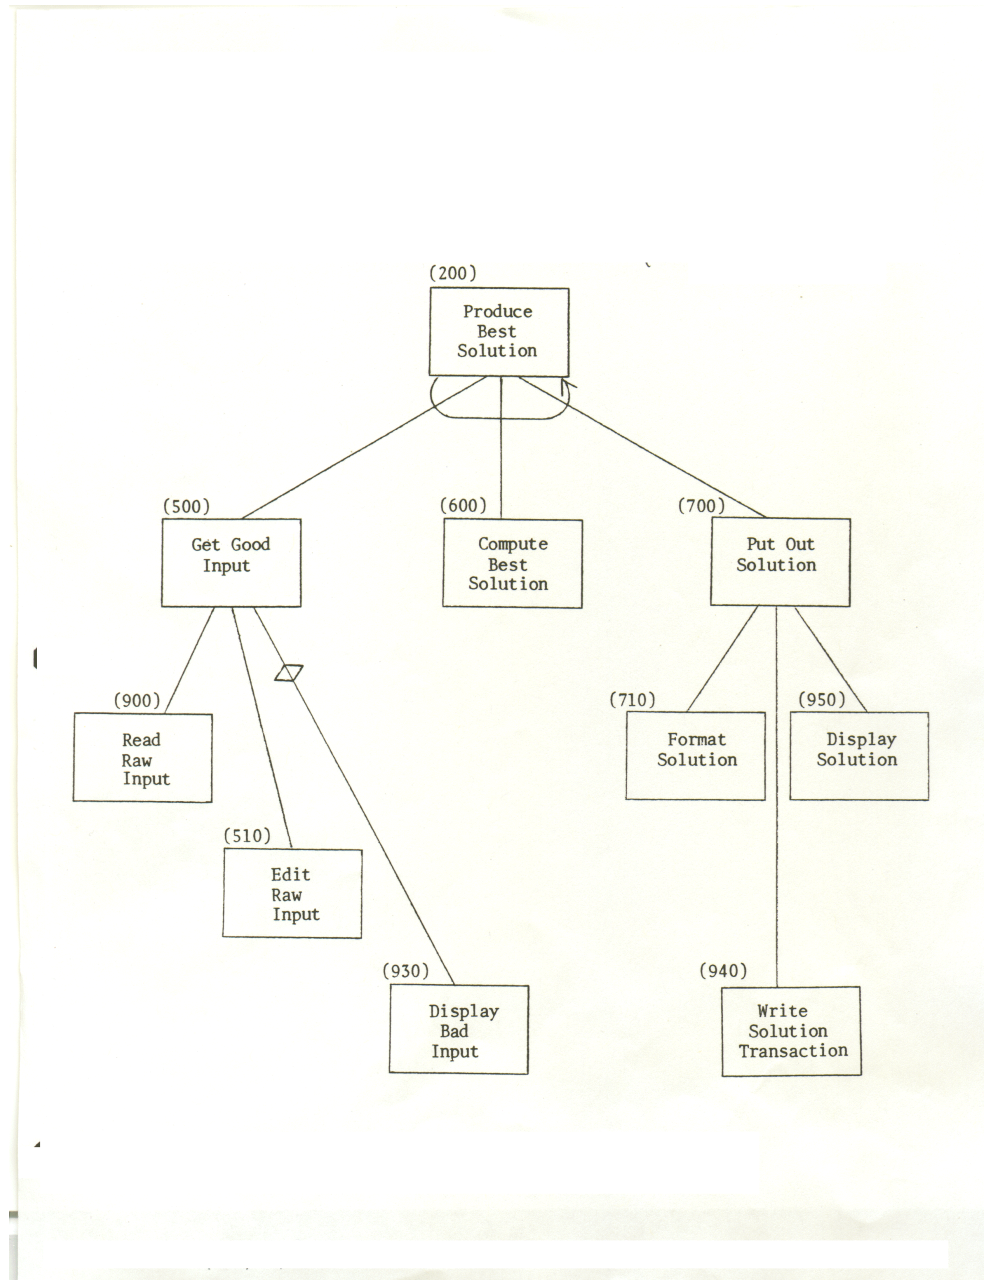 (200)
Produce
Best
Solution
(500)
Get Good
Input
(600)
Compute
Best
Solution
(700)
Put Out
Solution
(900)
Read
Raw
Input
(710)
Format
Solution
(950)
Display
Solution
(510)
Edit
Raw
Input
(930)
Display
Bad
Input
(940)
Write
Solution
Transaction